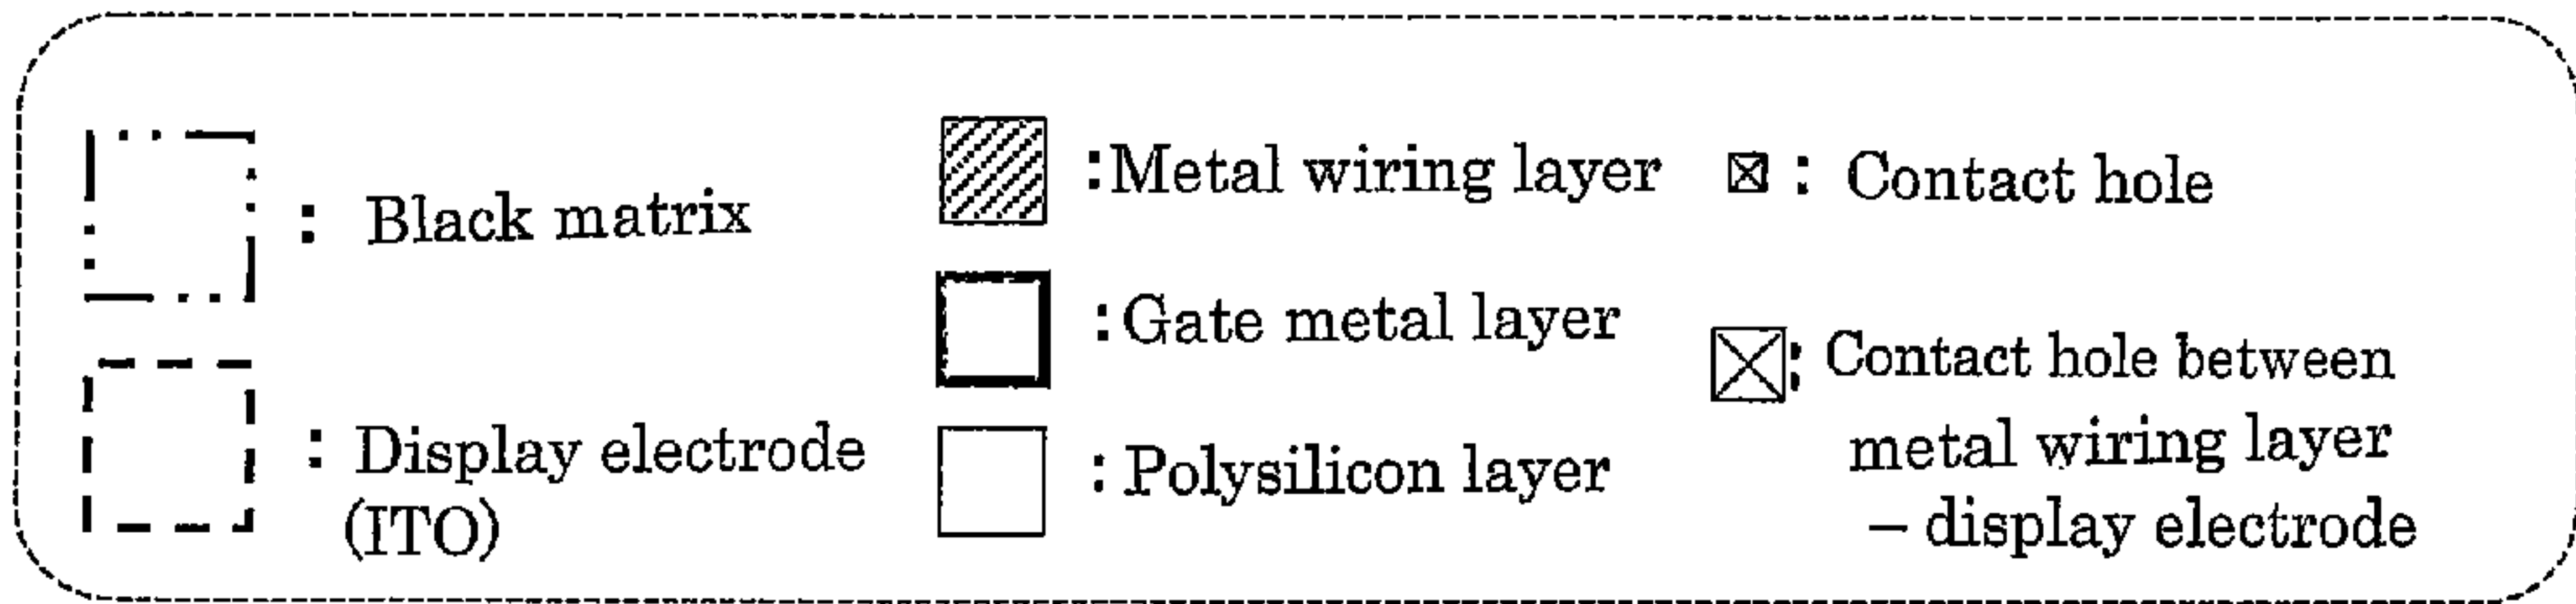 : Black matrix
: Display electrode
(ITO)
:Metal wiring layer
:Gate metal layer
:Polysilicon layer
: Contact hole
: Contact hole between
metal wiring layer
– display electrode